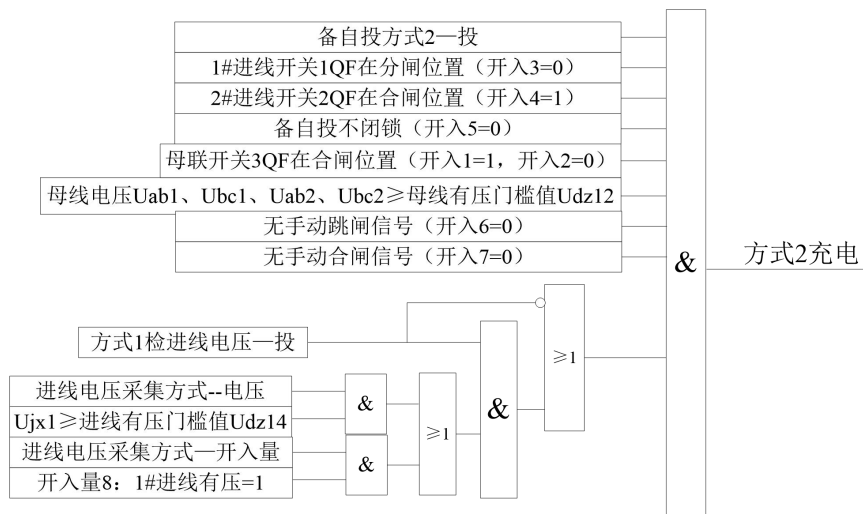 备自投方式2—投
1#进线开关1QF在分闸位置（开入3=0）
2#进线开关2QF在合闸位置（开入4=1）
备自投不闭锁（开入5=0）
母联开关3QF在合闸位置（开入1=1，开入2=0）
母线电压Uab1、Ubc1、Uab2、Ubc2≥母线有压门槛值Udz12
无手动跳闸信号（开入6=0）
无手动合闸信号（开入7=0）
&
方式2充电
方式1检进线电压—投
≥1
&
进线电压采集方式--电压
Ujx1≥进线有压门槛值Udz14
&
≥1
进线电压采集方式—开入量
开入量8：1#进线有压=1
&